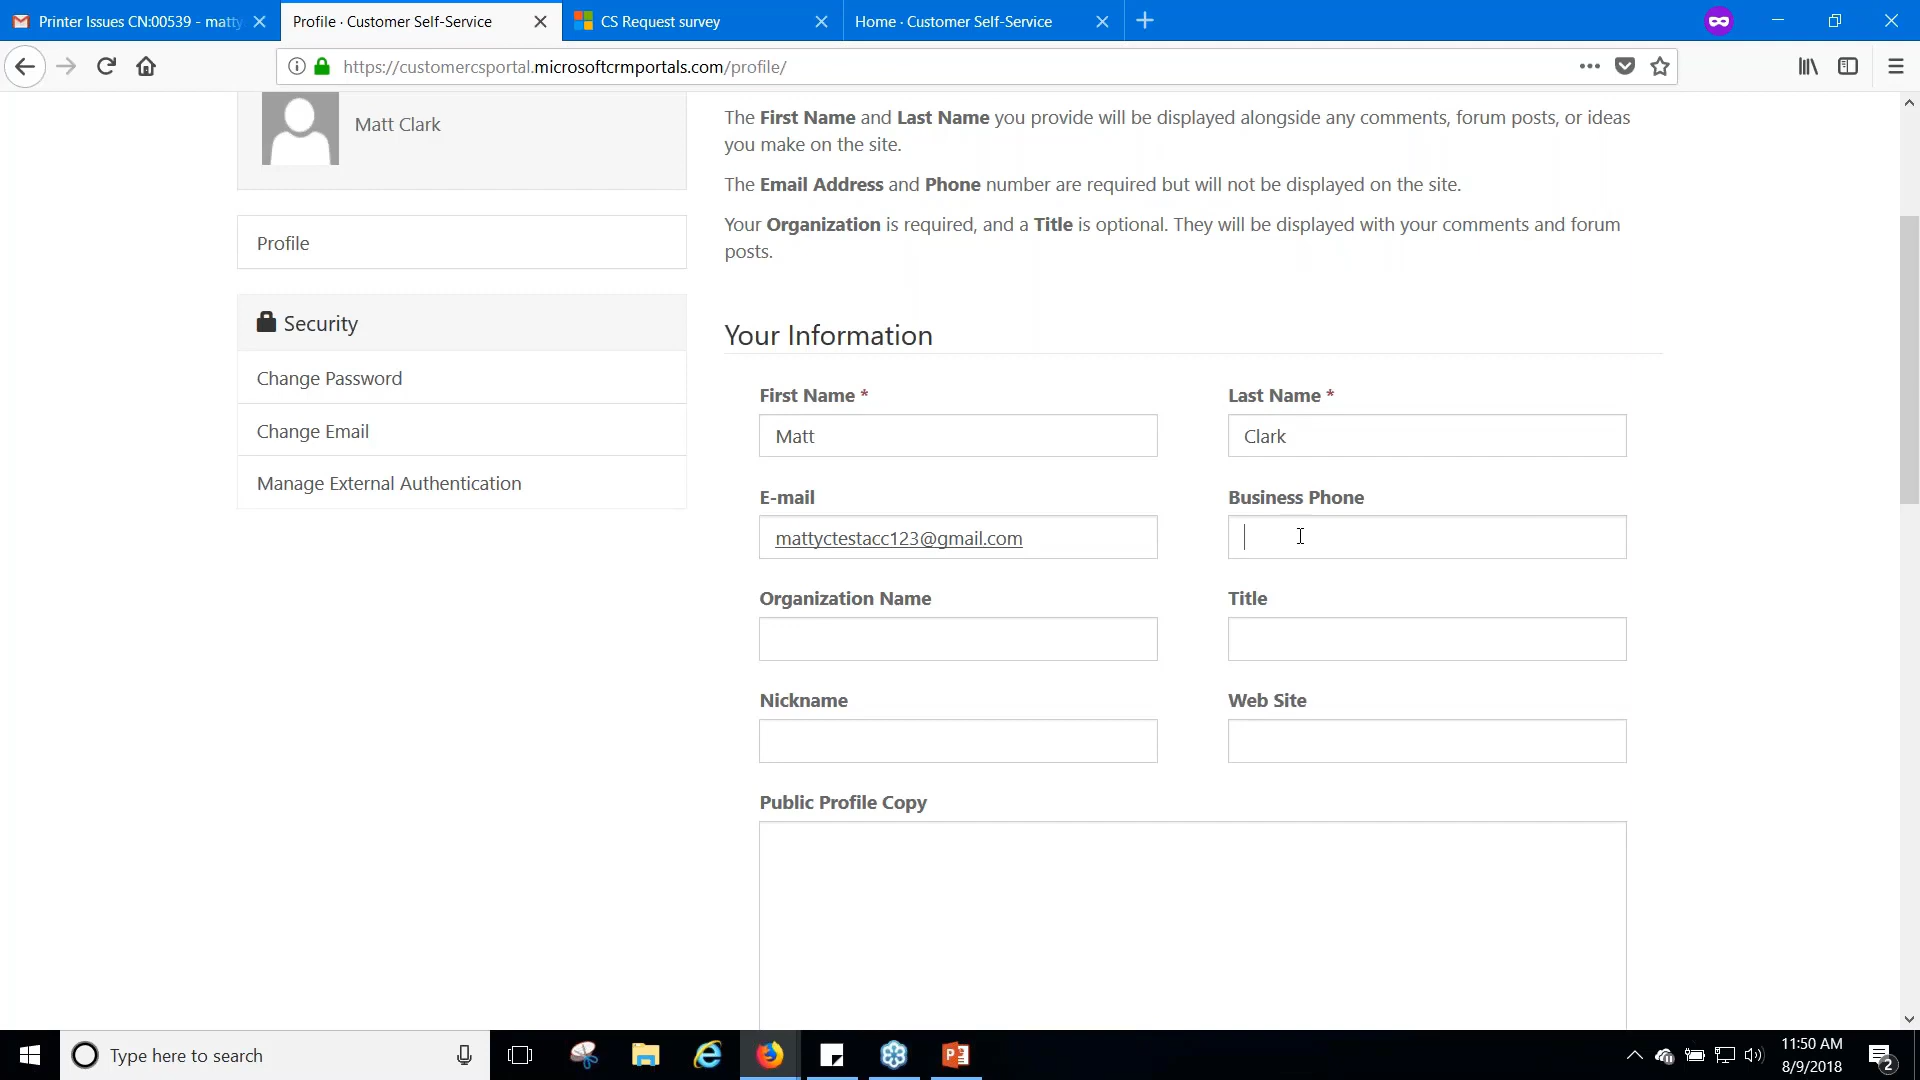 Printer Issues CN:00539 - matty
Profile · Customer Self-Service
CS Request survey
Home · Customer Self-Service
https://customercsportal.microsoftcrmportals.com/profile/
Matt Clark
Profile
Security
Change Password
Change Email
Manage External Authentication
The First Name and Last Name you provide will be displayed alongside any comments, forum posts, or ideas
you make on the site.
The Email Address and Phone number are required but will not be displayed on the site.
Your Organization is required, and a Title is optional. They will be displayed with your comments and forum
posts.
Your Information
First Name *
Last Name *
Matt
Clark
E-mail
Business Phone
mattyctestacc123@gmail.com
Organization Name
Title
Nickname
Web Site
Public Profile Copy
Type here to search
11:50 AM
8/9/2018
2